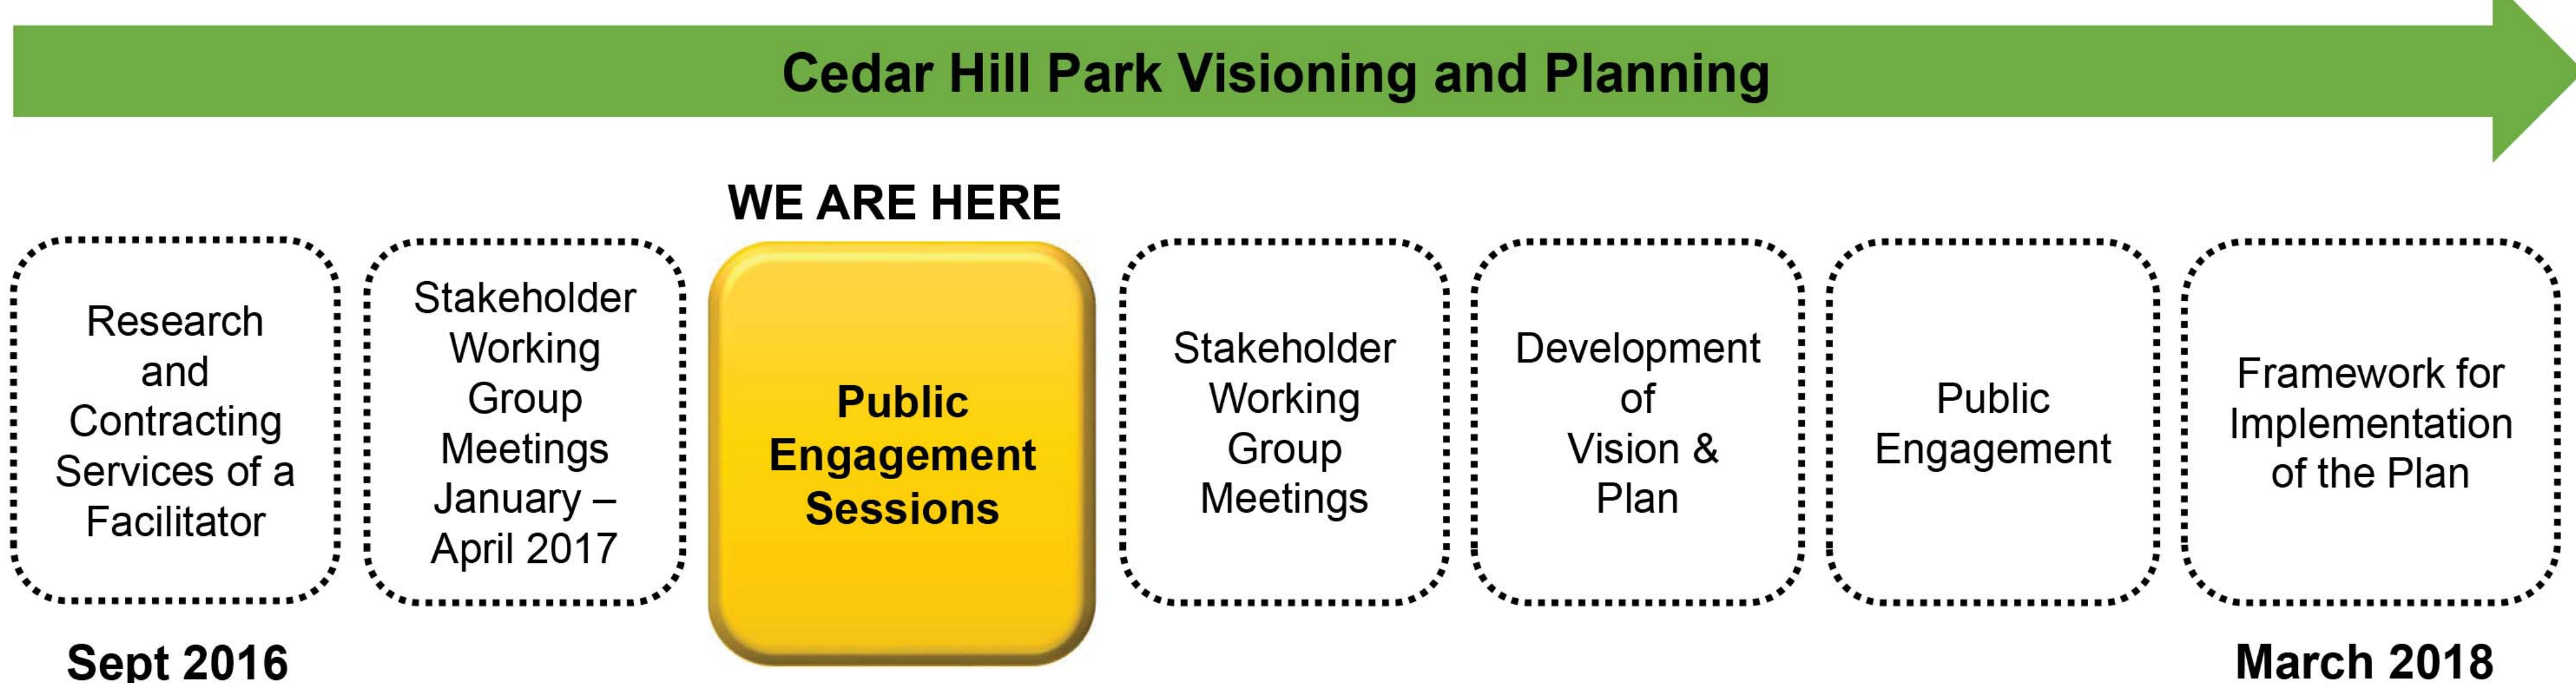 Cedar Hill Park Visioning and Planning
WE ARE HERE
Research
and
Contracting
Services of a
Facilitator
Stakeholder
Working
Group
Meetings
January –
April 2017
Public
Engagement
Sessions
Stakeholder
Working
Group
Meetings
Development
of
Vision &
Plan
Public
Engagement
Framework for
Implementation
of the Plan
Sept 2016
March 2018